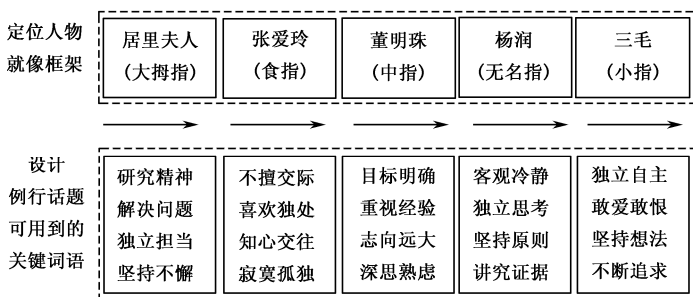 定位人物
就像框架
居里夫人
(大拇指)
张爱玲
(食指)
董明珠
(中指)
杨润
(无名指)
三毛
(小指)
设计
例行话题
可用到的
关键词语
研究精神
解决问题
独立担当
坚持不懈
不擅交际
喜欢独处
知心交往
寂寞孤独
目标明确
重视经验
志向远大
深思熟虑
客观冷静
独立思考
坚持原则
讲究证据
独立自主
敢爱敢恨
坚持想法
不断追求